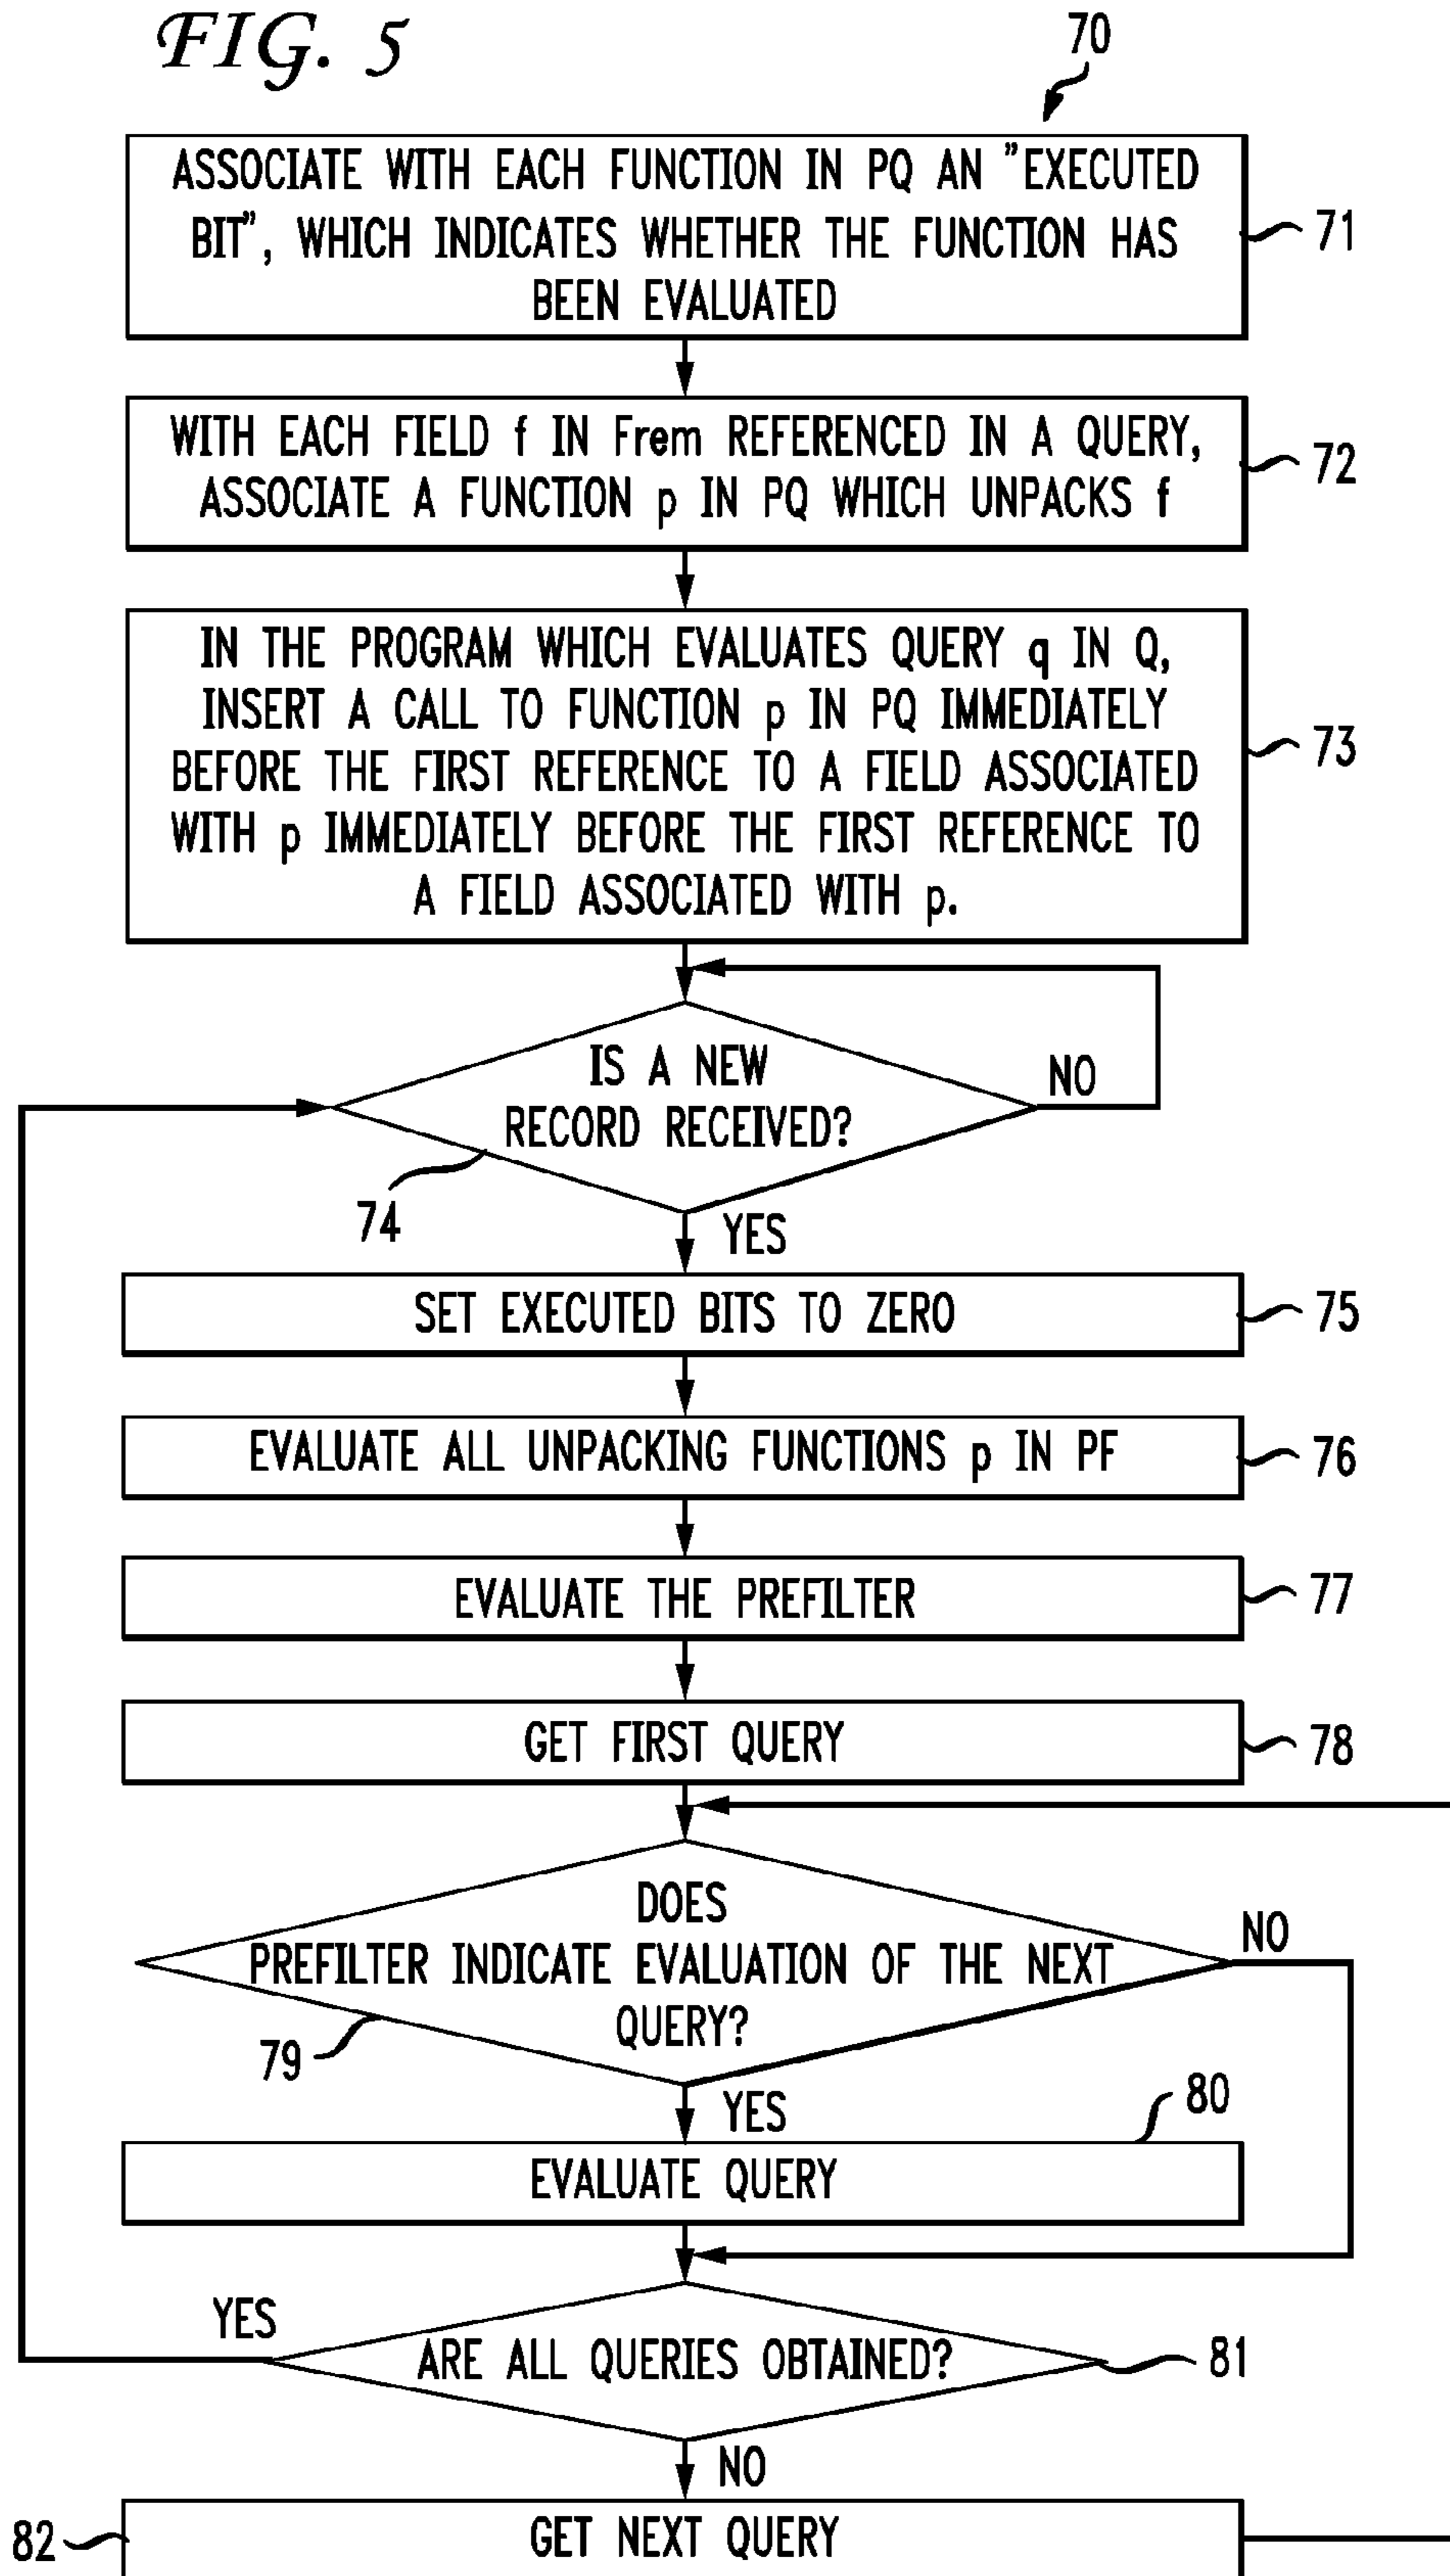 FIG. 5
70
ASSOCIATE WITH EACH FUNCTION IN PQ AN "EXECUTED
BIT", WHICH INDICATES WHETHER THE FUNCTION HAS
BEEN EVALUATED
71
WITH EACH FIELD f IN Frem REFERENCED IN A QUERY,
ASSOCIATE A FUNCTION p IN PQ WHICH UNPACKS f
72
IN THE PROGRAM WHICH EVALUATES QUERY q IN Q,
INSERT A CALL TO FUNCTION p IN PQ IMMEDIATELY
BEFORE THE FIRST REFERENCE TO A FIELD ASSOCIATED
WITH p IMMEDIATELY BEFORE THE FIRST REFERENCE TO
A FIELD ASSOCIATED WITH p.
73
IS A NEW
RECORD RECEIVED?
NO
74
YES
SET EXECUTED BITS TO ZERO
75
EVALUATE ALL UNPACKING FUNCTIONS p IN PF
76
EVALUATE THE PREFILTER
77
GET FIRST QUERY
78
DOES
PREFILTER INDICATE EVALUATION OF THE NEXT
QUERY?
NO
79
YES
80
EVALUATE QUERY
YES
ARE ALL QUERIES OBTAINED?
81
NO
82
GET NEXT QUERY